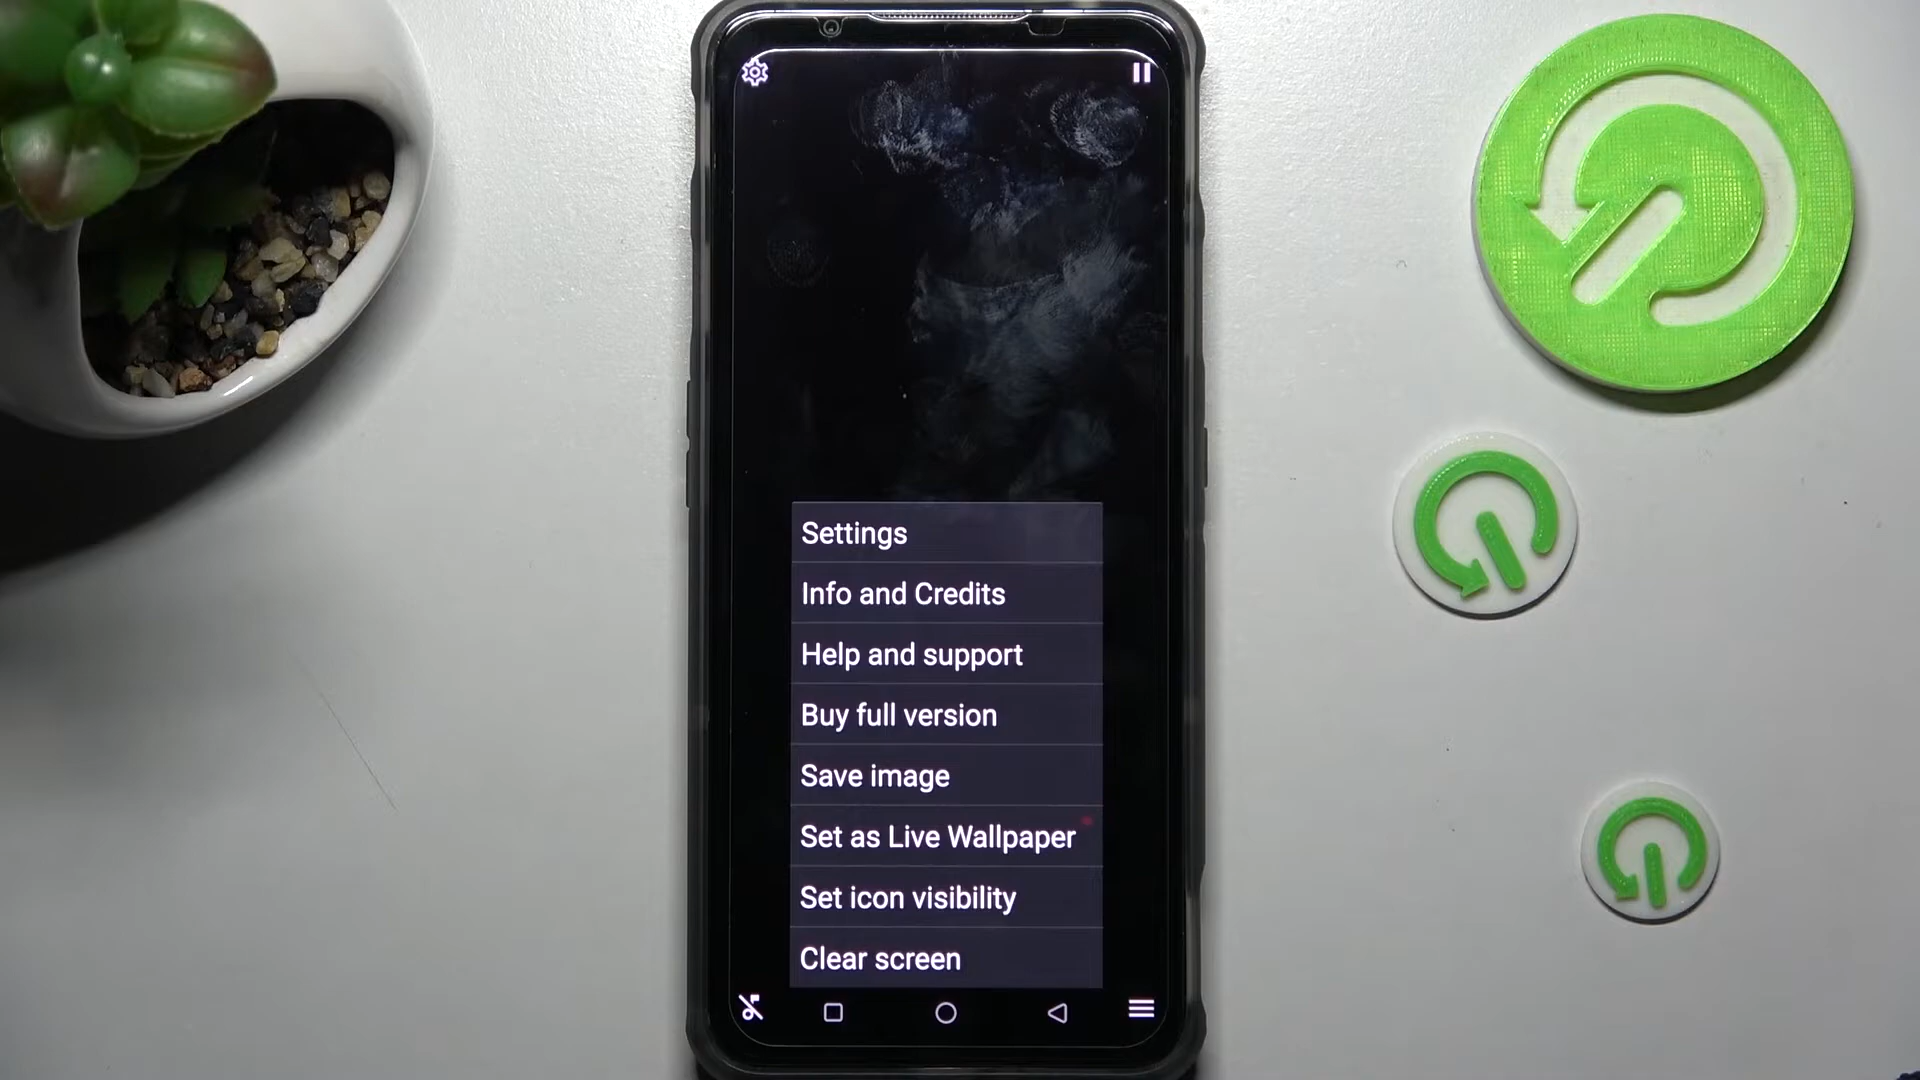 Settings
Info and Credits
Help and support
Buy full version
Save image
Set as Live Wallpaper
Set icon visibility
Clear screen